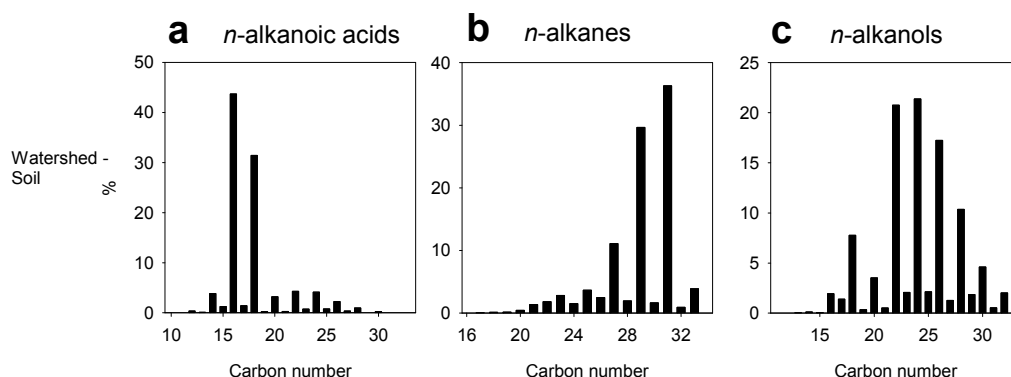 a n-alkanoic acids
b n-alkanes
c n-alkanols
Watershed -
Soil
%
50
40
30
20
10
0
10 15 20 25 30
Carbon number
40
30
20
10
0
16 20 24 28 32
Carbon number
25
20
15
10
5
0
15 20 25 30
Carbon number